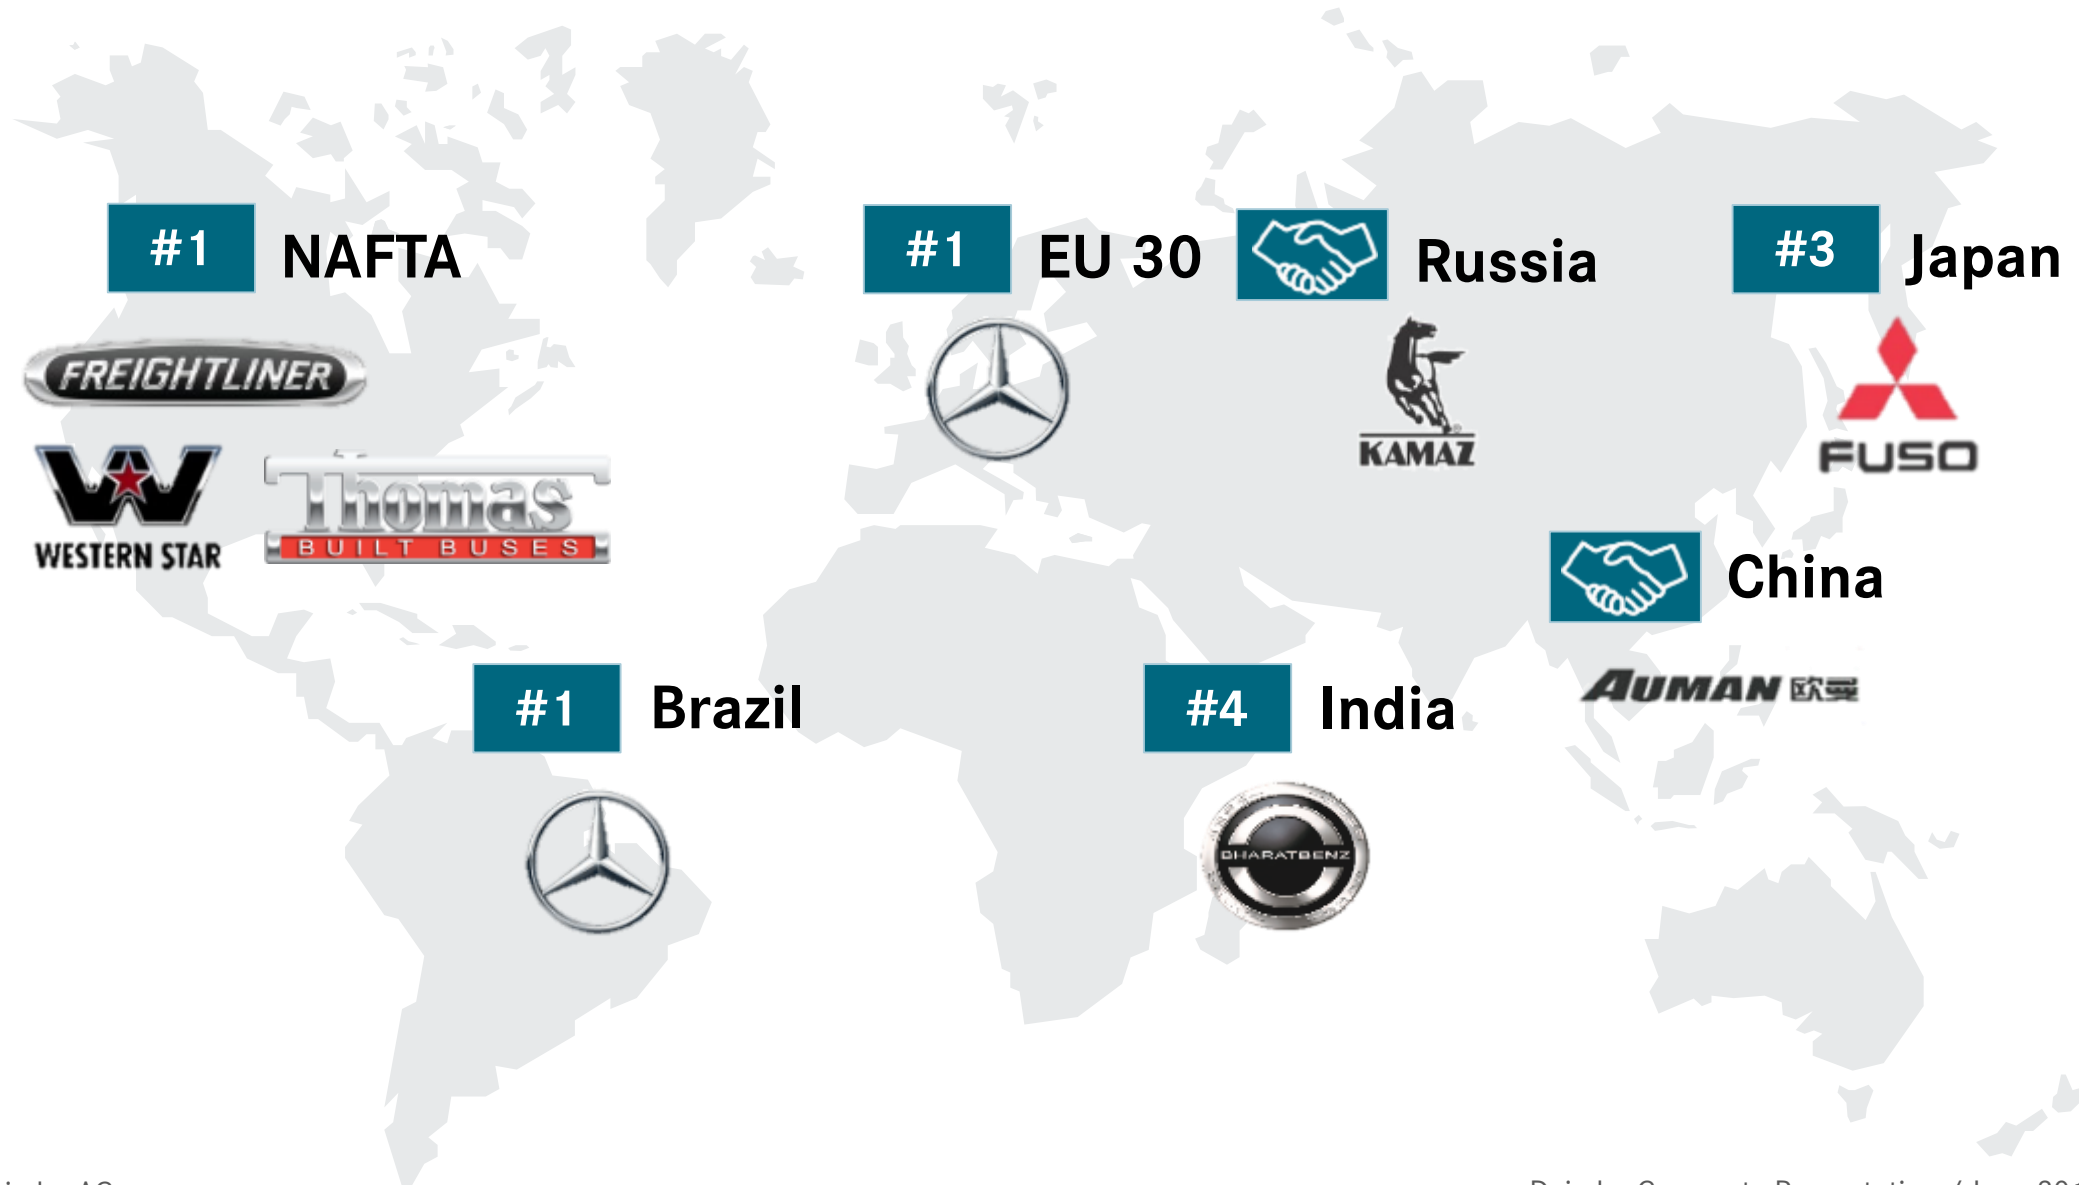 #1 NAFTA
FREIGHTLINER
WESTERN STAR
Thomas
BUILT BUSES
#1 EU 30
Russia
KAMAZ
#3 Japan
FUSO
China
AUMAN 欧曼
#1 Brazil
#4 India
BHARATBENZ